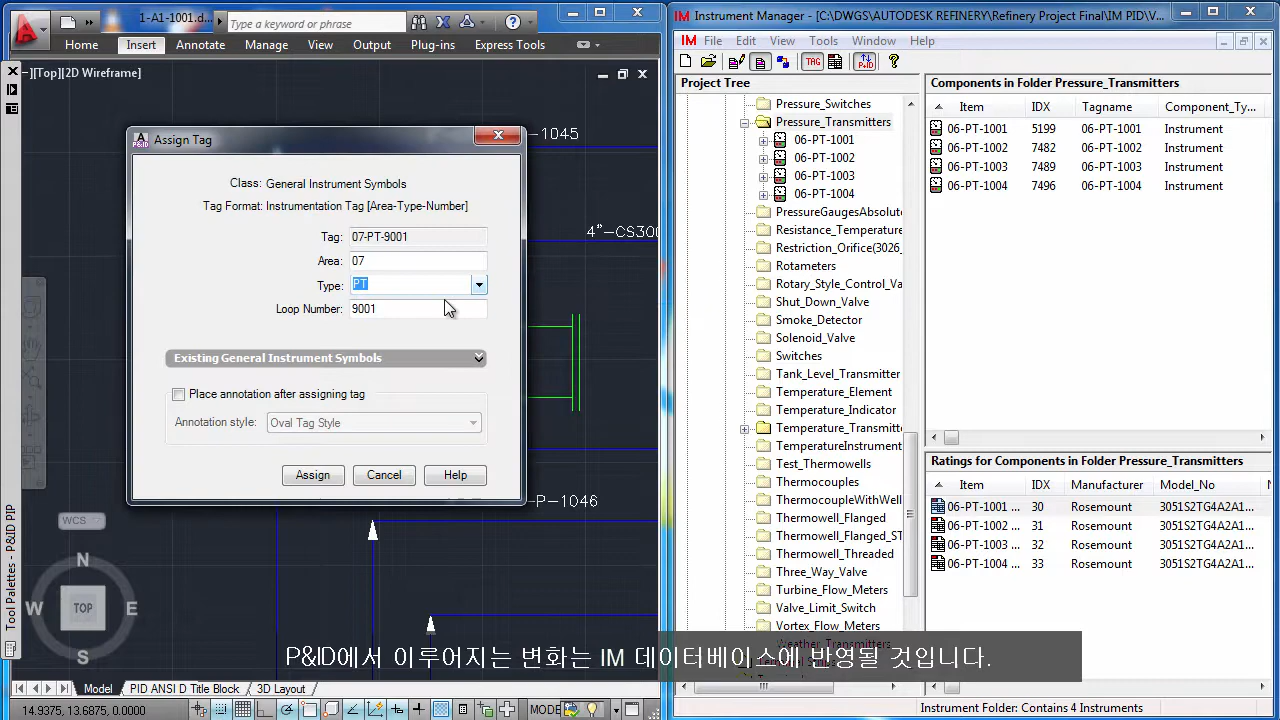 1-A1-1001.d...
Type a keyword or phrase
Home Insert Annotate Manage View Output Plug-ins Express Tools
-][Top][2D Wireframe]
Assign Tag
Class: General Instrument Symbols
Tag Format: Instrumentation Tag [Area-Type-Number]
Tag: 07-PT-9001
Area: 07
Type: PT
Loop Number: 9001
Existing General Instrument Symbols
Place annotation after assigning tag
Annotation style: Oval Tag Style
Assign Cancel Help
-1045
4"-CS300
-P-1046
WCS
N
W TOP E
S
Tool Palettes - P&ID PIP
Model PID ANSI D Title Block 3D Layout
14.9375, 13.6875, 0.0000
MODE
IM Instrument Manager - [C:\DWGS\AUTODESK REFINERY\Refinery Project Final\IM PID\V...
IM File Edit View Tools Window Help
TAG P&ID
Project Tree
Pressure_Switches
Pressure_Transmitters
06-PT-1001
06-PT-1002
06-PT-1003
06-PT-1004
PressureGaugesAbsolute
Resistance_Temperature
Restriction_Orifice(3026_
Rotameters
Rotary_Style_Control_Va
Shut_Down_Valve
Smoke_Detector
Solenoid_Valve
Switches
Tank_Level_Transmitter
Temperature_Element
Temperature_Indicator
Temperature_Transmitt
TemperatureInstrument
Test_Thermowells
Thermocouples
ThermocoupleWithWell
Thermowell_Flanged
Thermowell_Flanged_ST
Thermowell_Threaded
Three_Way_Valve
Turbine_Flow_Meters
Valve_Limit_Switch
Vortex_Flow_Meters
Weather_Transmitters
Components in Folder Pressure_Transmitters
Item IDX Tagname Component_Ty...
06-PT-1001 5199 06-PT-1001 Instrument
06-PT-1002 7482 06-PT-1002 Instrument
06-PT-1003 7489 06-PT-1003 Instrument
06-PT-1004 7496 06-PT-1004 Instrument
Ratings for Components in Folder Pressure_Transmitters
Item IDX Manufacturer Model_No
06-PT-1001 ... 30 Rosemount 3051S2TG4A2A1...
06-PT-1002 ... 31 Rosemount 3051S2TG4A2A1...
06-PT-1003 ... 32 Rosemount 3051S2TG4A2A1...
06-PT-1004 ... 33 Rosemount 3051S2TG4A2A1...
P&ID에서 이루어지는 변화는 IM 데이터베이스에 반영될 것입니다.
Instrument Folder: Contains 4 Instruments